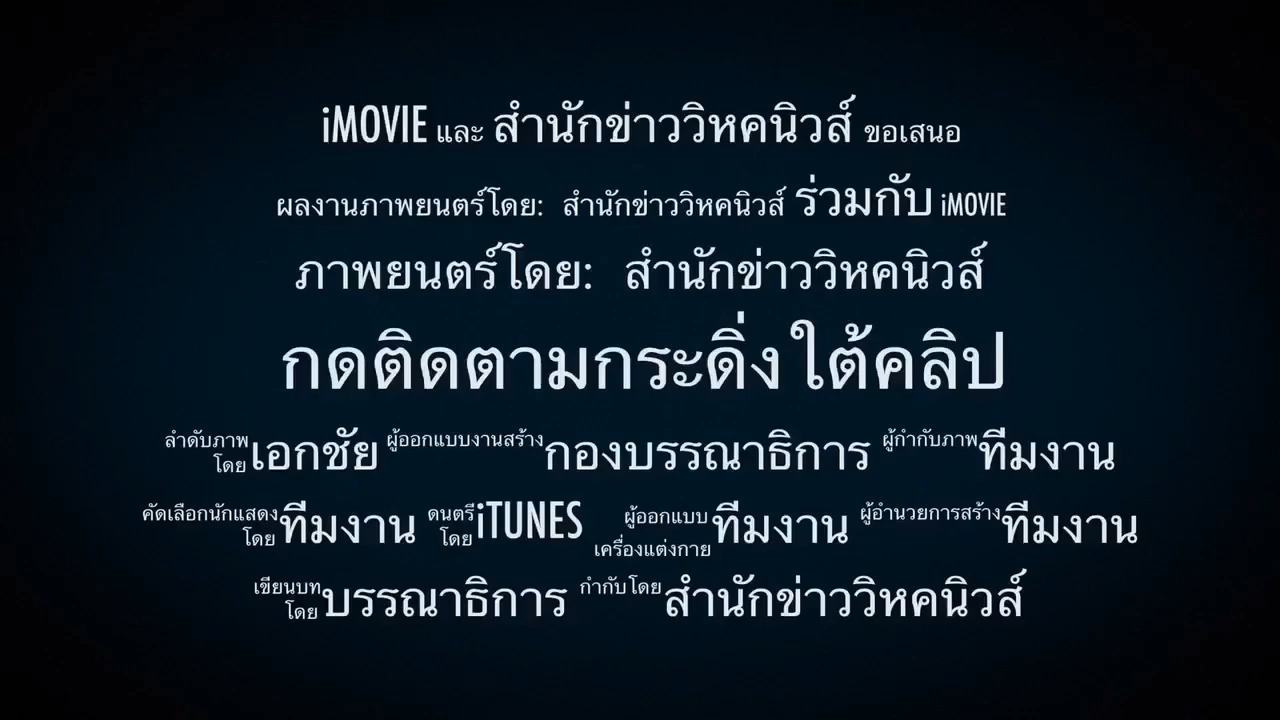 iMOVIE และ สำนักข่าววิหคนิวส์ ขอเสนอ
ผลงานภาพยนตร์โดย: สำนักข่าววิหคนิวส์ ร่วมกับ iMOVIE
ภาพยนตร์โดย: สำนักข่าววิหคนิวส์
กดติดตามกระดิ่ง ใต้คลิป
ลำดับภาพโดย เอกชัย ผู้ออกแบบงานสร้าง กองบรรณาธิการ ผู้กำกับภาพ ทีมงาน
คัดเลือกนักแสดงโดย ทีมงาน ดนตรีโดย iTUNES ผู้ออกแบบเครื่องแต่งกาย ทีมงาน ผู้อำนวยการสร้าง ทีมงาน
เขียนบทโดย บรรณาธิการ กำกับโดย สำนักข่าววิหคนิวส์